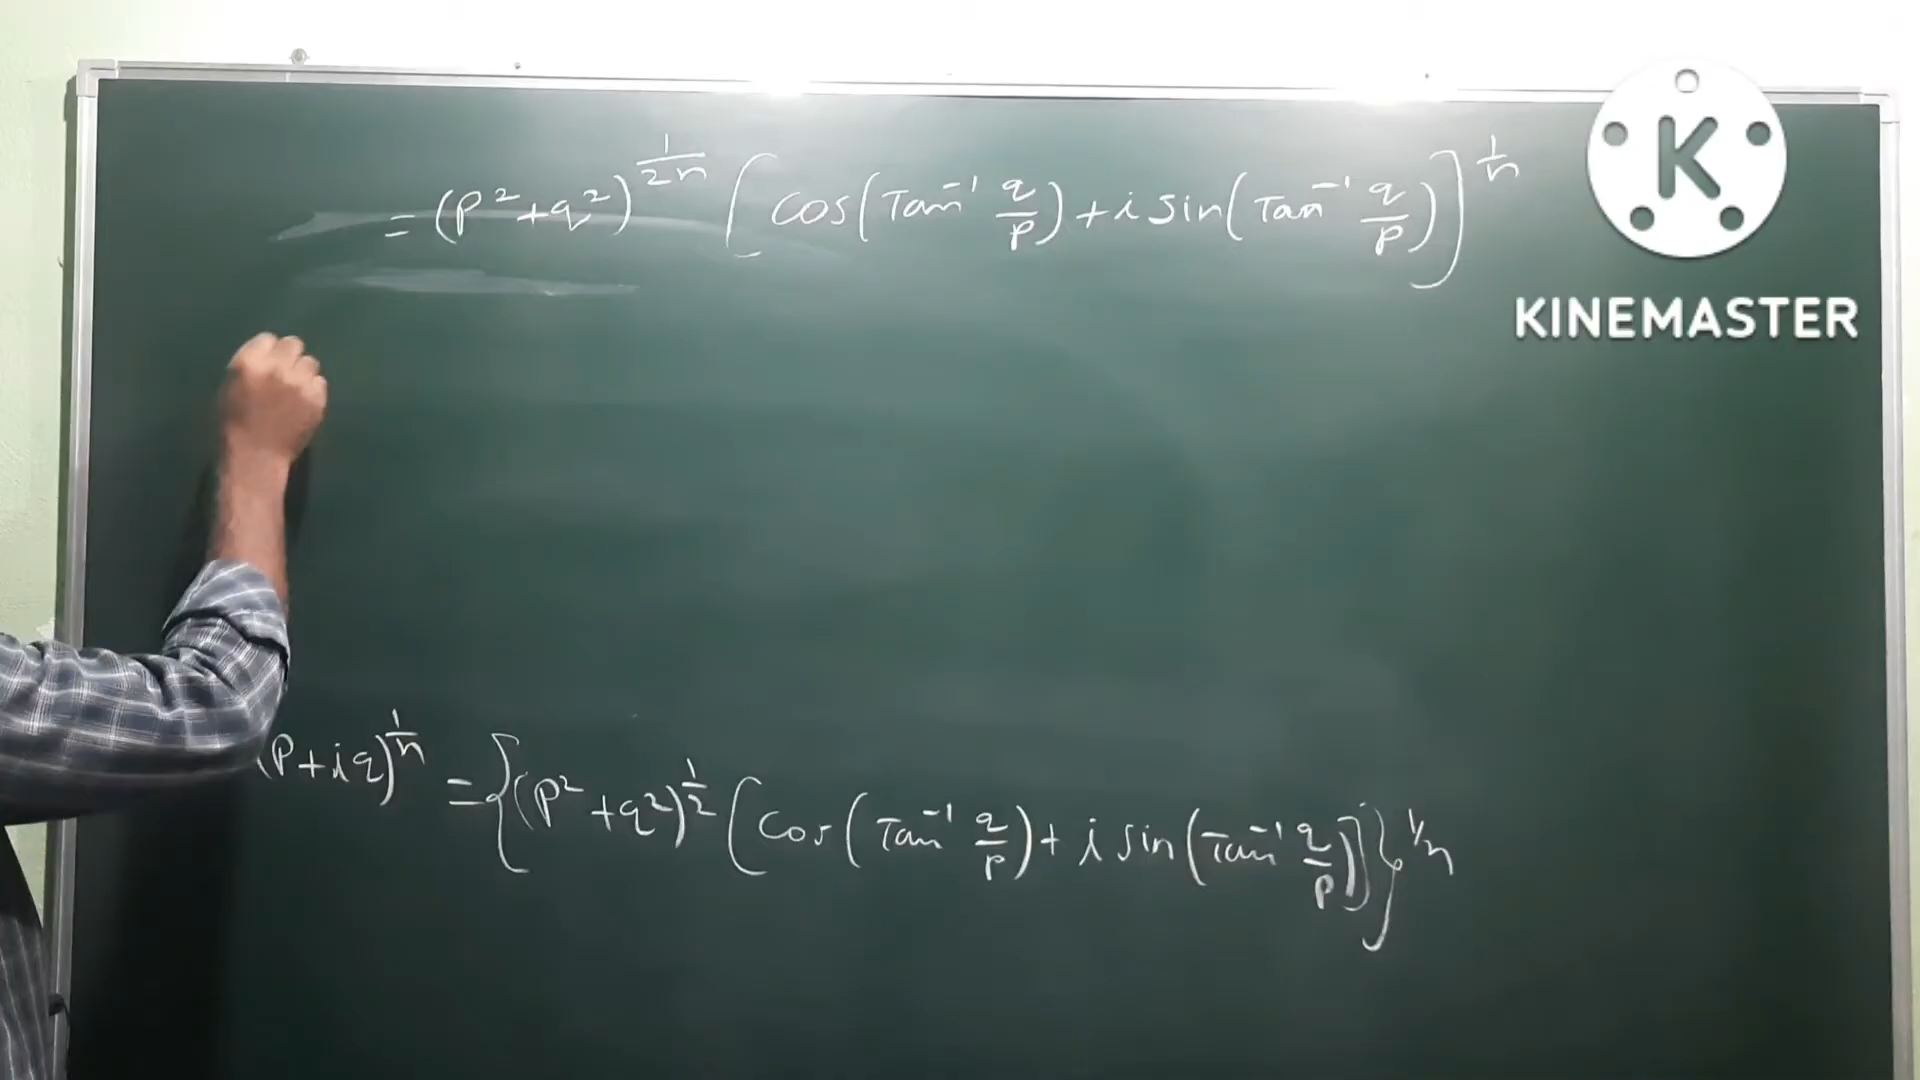 = (p²+q²)^{1/2n} [cos(Tan⁻¹ q/p)+i sin(Tan⁻¹ q/p)]^{1/n}
KINEMASTER
(P+iq)^{1/n} = {(p²+q²)^{1/2} [cos(Tan⁻¹ q/p)+ i sin(Tan⁻¹ q/p)]}^{1/n}